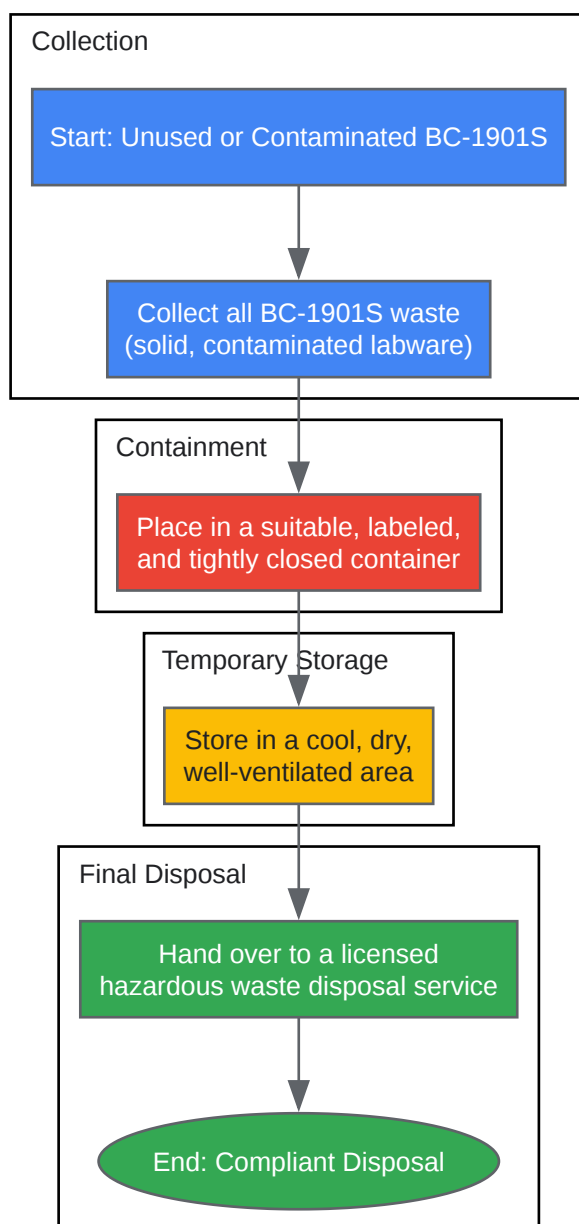 Collection
Start: Unused or Contaminated BC-1901S
Collect all BC-1901S waste
(solid, contaminated labware)
Containment
Place in a suitable, labeled,
and tightly closed container
Temporary Storage
Store in a cool, dry,
well-ventilated area
Final Disposal
Hand over to a licensed
hazardous waste disposal service
End: Compliant Disposal